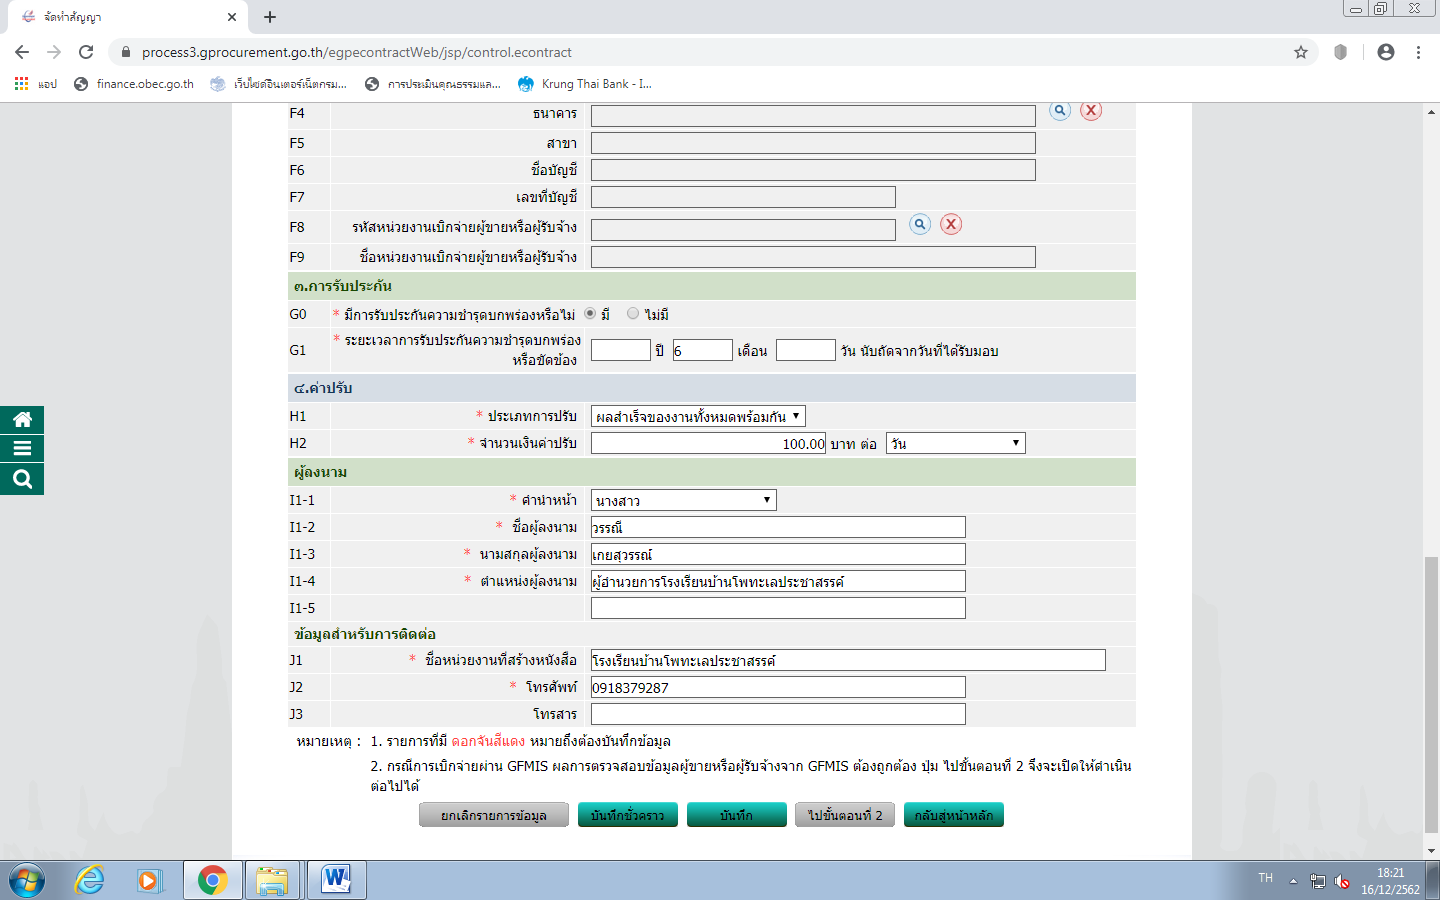 จัดทำสัญญา
process3.gprocurement.go.th/egpecontractWeb/jsp/control.econtract
แอป finance.obec.go.th เว็บไซต์อินเตอร์เน็ตกรม... การประเมินคุณธรรมแล... Krung Thai Bank - I...
F4 ธนาคาร
F5 สาขา
F6 ชื่อบัญชี
F7 เลขที่บัญชี
F8 รหัสหน่วยงานเบิกจ่ายผู้ขายหรือผู้รับจ้าง
F9 ชื่อหน่วยงานเบิกจ่ายผู้ขายหรือผู้รับจ้าง
๓.การรับประกัน
G0 * มีการรับประกันความชำรุดบกพร่องหรือไม่ มี ไม่มี
G1 * ระยะเวลาการรับประกันความชำรุดบกพร่อง
หรือขัดข้อง ปี 6 เดือน วัน นับถัดจากวันที่ได้รับมอบ
๔.ค่าปรับ
H1 * ประเภทการปรับ ผลสำเร็จของงานทั้งหมดพร้อมกัน
H2 * จำนวนเงินค่าปรับ 100.00 บาท ต่อ วัน
ผู้ลงนาม
I1-1 * คำนำหน้า นางสาว
I1-2 * ชื่อผู้ลงนาม วรรณี
I1-3 * นามสกุลผู้ลงนาม เกยสุวรรณ์
I1-4 * ตำแหน่งผู้ลงนาม ผู้อำนวยการโรงเรียนบ้านโพทะเลประชาสรรค์
I1-5
ข้อมูลสำหรับการติดต่อ
J1 * ชื่อหน่วยงานที่สร้างหนังสือ โรงเรียนบ้านโพทะเลประชาสรรค์
J2 * โทรศัพท์ 0918379287
J3 โทรสาร
หมายเหตุ : 1. รายการที่มี ดอกจันสีแดง หมายถึงต้องบันทึกข้อมูล
2. กรณีการเบิกจ่ายผ่าน GFMIS ผลการตรวจสอบข้อมูลผู้ขายหรือผู้รับจ้างจาก GFMIS ต้องถูกต้อง ปุ่ม ไปขั้นตอนที่ 2 จึงจะเปิดให้ดำเนิน
ต่อไปได้
ยกเลิกรายการข้อมูล บันทึกชั่วคราว บันทึก ไปขั้นตอนที่ 2 กลับสู่หน้าหลัก
TH 18:21
16/12/2562